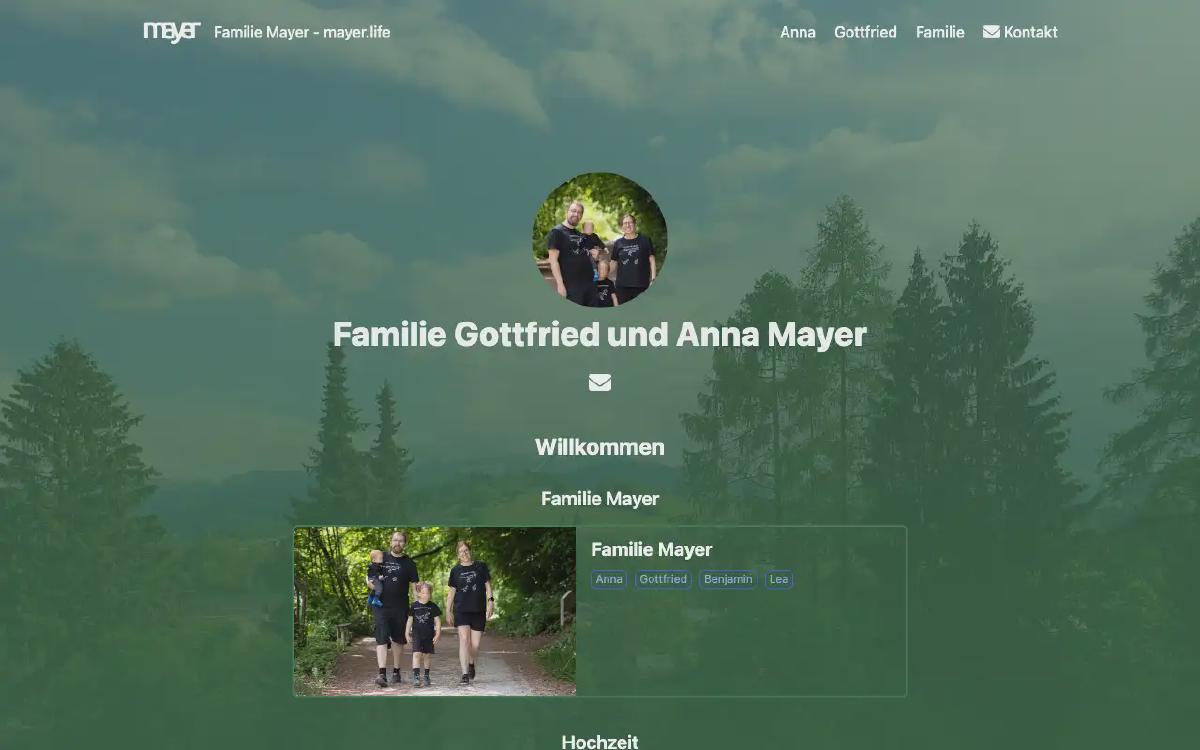 mayer Familie Mayer - mayer.life Anna Gottfried Familie Kontakt
Familie Gottfried und Anna Mayer
Willkommen
Familie Mayer
Familie Mayer
Anna Gottfried Benjamin Lea
Hochzeit